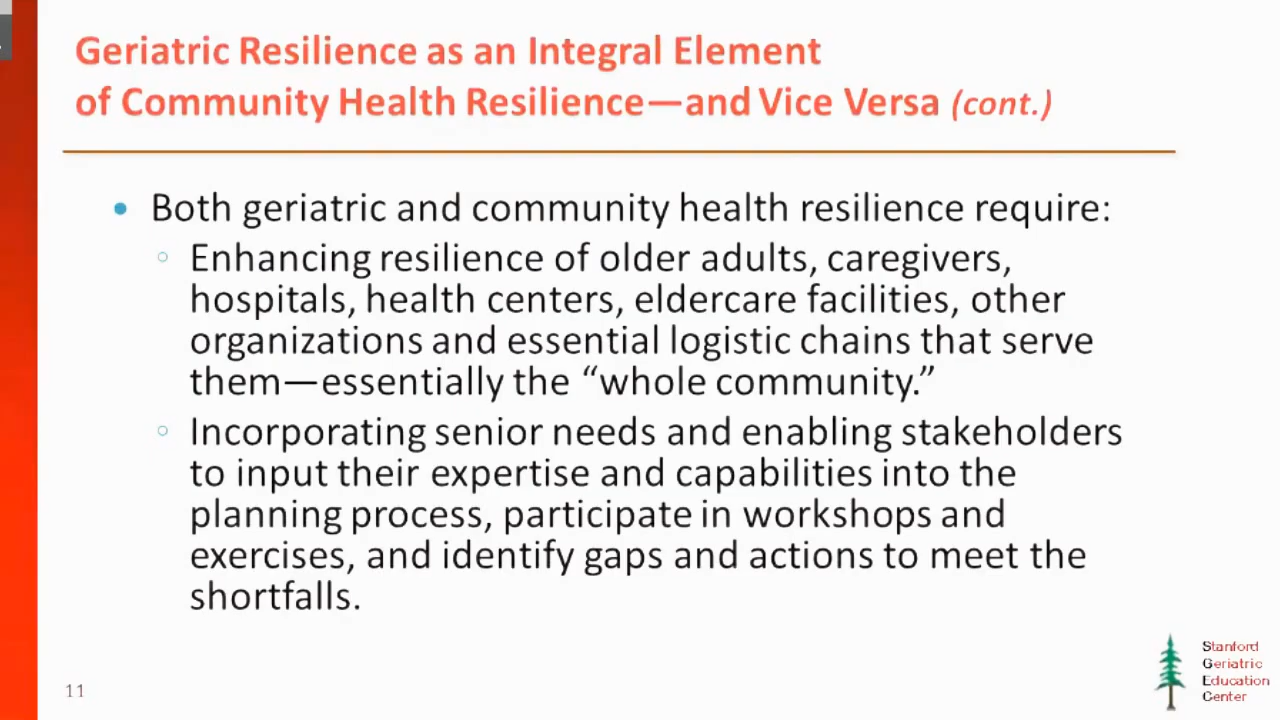 Geriatric Resilience as an Integral Element
of Community Health Resilience—and Vice Versa (cont.)
• Both geriatric and community health resilience require:
◦ Enhancing resilience of older adults, caregivers,
hospitals, health centers, eldercare facilities, other
organizations and essential logistic chains that serve
them—essentially the “whole community.”
◦ Incorporating senior needs and enabling stakeholders
to input their expertise and capabilities into the
planning process, participate in workshops and
exercises, and identify gaps and actions to meet the
shortfalls.
11
Stanford
Geriatric
Education
Center